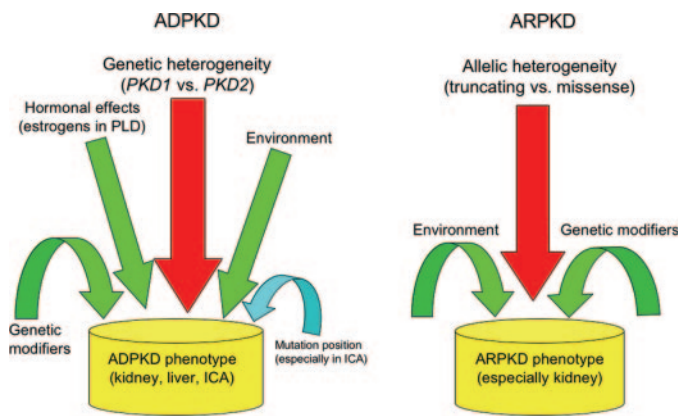 ADPKD
Genetic heterogeneity
(PKD1 vs. PKD2)
Hormonal effects
(estrogens in PLD)
Environment
Genetic
modifiers
Mutation position
(especially in ICA)
ADPKD phenotype
(kidney, liver, ICA)
ARPKD
Allelic heterogeneity
(truncating vs. missense)
Environment
Genetic modifiers
ARPKD phenotype
(especially kidney)